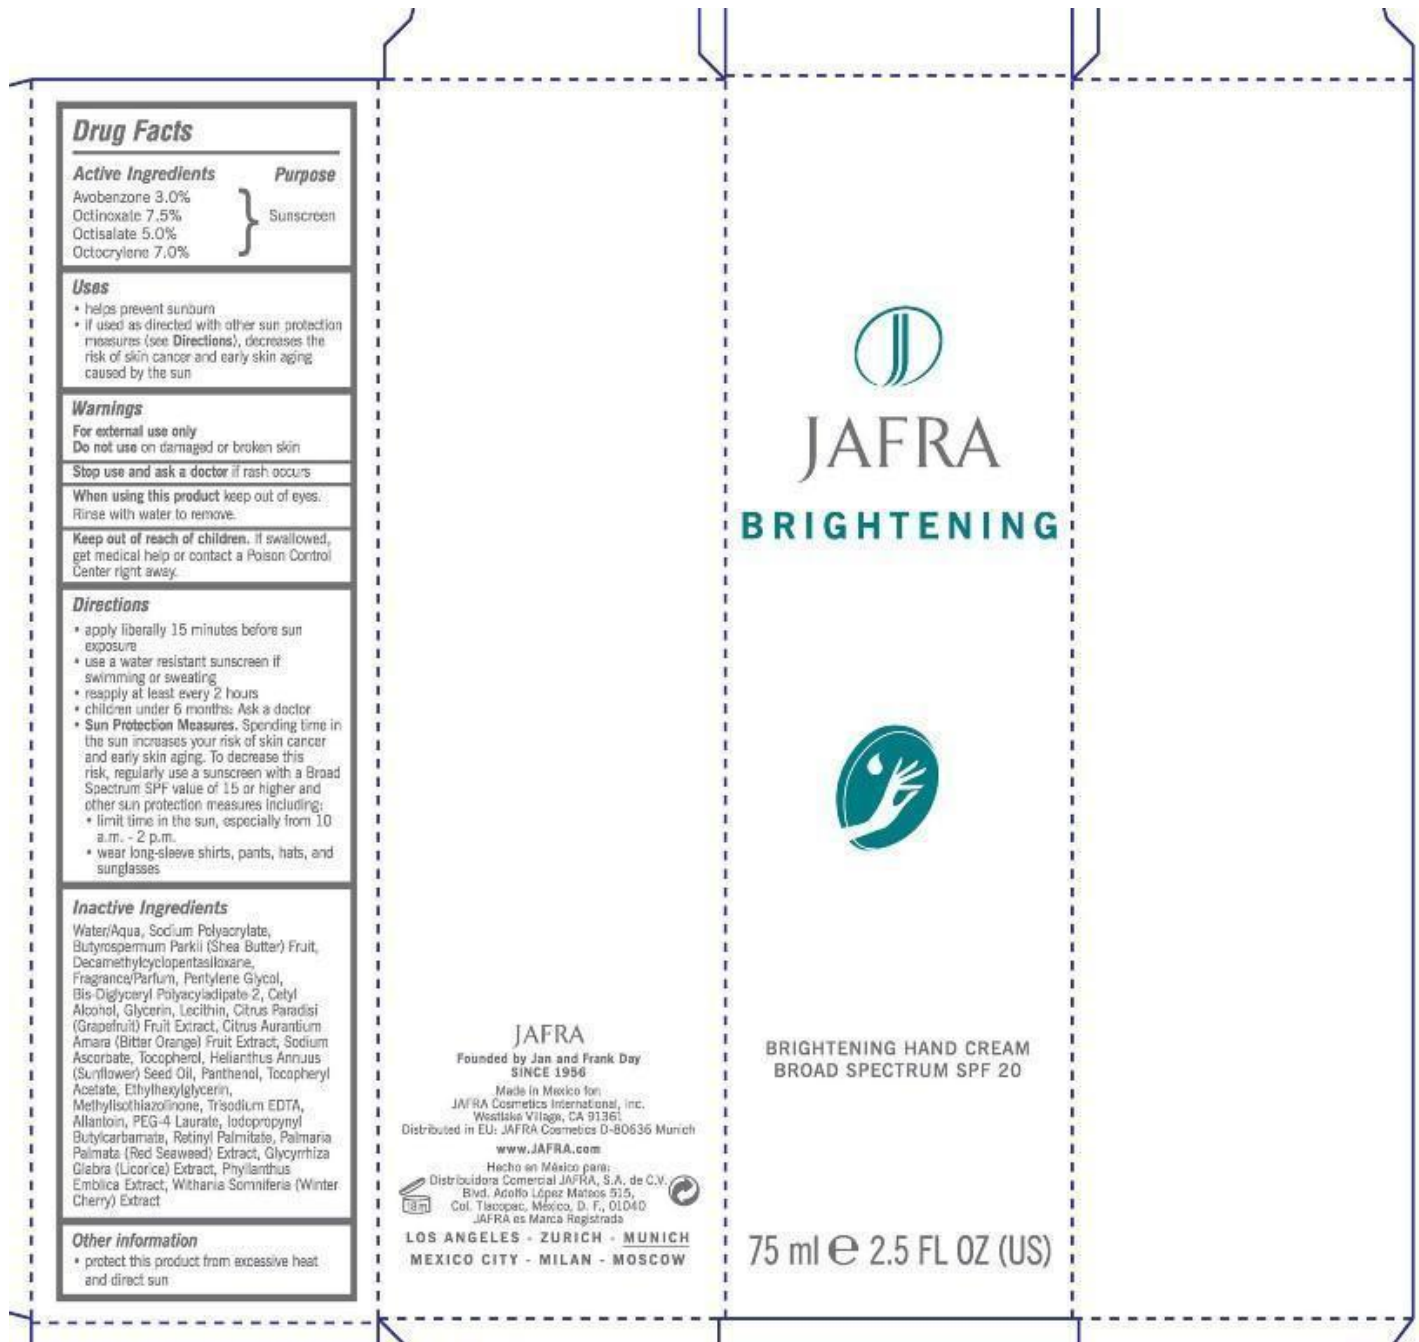 Drug Facts
Active Ingredients Purpose
Avobenzone 3.0%
Octinoxate 7.5% Sunscreen
Octisalate 5.0%
Octocrylene 7.0%
Uses
• helps prevent sunburn
• if used as directed with other sun protection
measures (see Directions), decreases the
risk of skin cancer and early skin aging
caused by the sun
Warnings
For external use only
Do not use on damaged or broken skin
Stop use and ask a doctor if rash occurs
When using this product keep out of eyes.
Rinse with water to remove.
Keep out of reach of children. If swallowed,
get medical help or contact a Poison Control
Center right away.
Directions
• apply liberally 15 minutes before sun
exposure
• use a water resistant sunscreen if
swimming or sweating
• reapply at least every 2 hours
• children under 6 months: Ask a doctor
• Sun Protection Measures. Spending time in
the sun increases your risk of skin cancer
and early skin aging. To decrease this
risk, regularly use a sunscreen with a Broad
Spectrum SPF value of 15 or higher and
other sun protection measures including:
• limit time in the sun, especially from 10
a.m. - 2 p.m.
• wear long-sleeve shirts, pants, hats, and
sunglasses
Inactive Ingredients
Water/Aqua, Sodium Polyacrylate,
Butyrospermum Parkii (Shea Butter) Fruit,
Decamethylcyclopentasiloxane,
Fragrance/Parfum, Pentylene Glycol,
Bis-Diglyceryl Polyacyladipate-2, Cetyl
Alcohol, Glycerin, Lecithin, Citrus Paradisi
(Grapefruit) Fruit Extract, Citrus Aurantium
Amara (Bitter Orange) Fruit Extract, Sodium
Ascorbate, Tocopherol, Helianthus Annuus
(Sunflower) Seed Oil, Panthenol, Tocopheryl
Acetate, Ethylhexylglycerin,
Methylisothiazolinone, Trisodium EDTA,
Allantoin, PEG-4 Laurate, Iodopropynyl
Butylcarbamate, Retinyl Palmitate, Palmaria
Palmata (Red Seaweed) Extract, Glycyrrhiza
Glabra (Licorice) Extract, Phyllanthus
Emblica Extract, Withania Somniferia (Winter
Cherry) Extract
Other information
• protect this product from excessive heat
and direct sun
JAFRA
Founded by Jan and Frank Day
SINCE 1956
Made in Mexico for:
JAFRA Cosmetics International, Inc.
Westlake Village, CA 91361
Distributed in EU: JAFRA Cosmetics D-80636 Munich
www.JAFRA.com
Hecho en México para:
Distribuidora Comercial JAFRA, S.A. de C.V.
Blvd. Adolfo López Mateos 515,
18m Col. Tlacopac, México, D. F., 01040
JAFRA es Marca Registrada
LOS ANGELES - ZURICH - MUNICH
MEXICO CITY - MILAN - MOSCOW
JAFRA
BRIGHTENING
BRIGHTENING HAND CREAM
BROAD SPECTRUM SPF 20
75 ml ℮ 2.5 FL OZ (US)